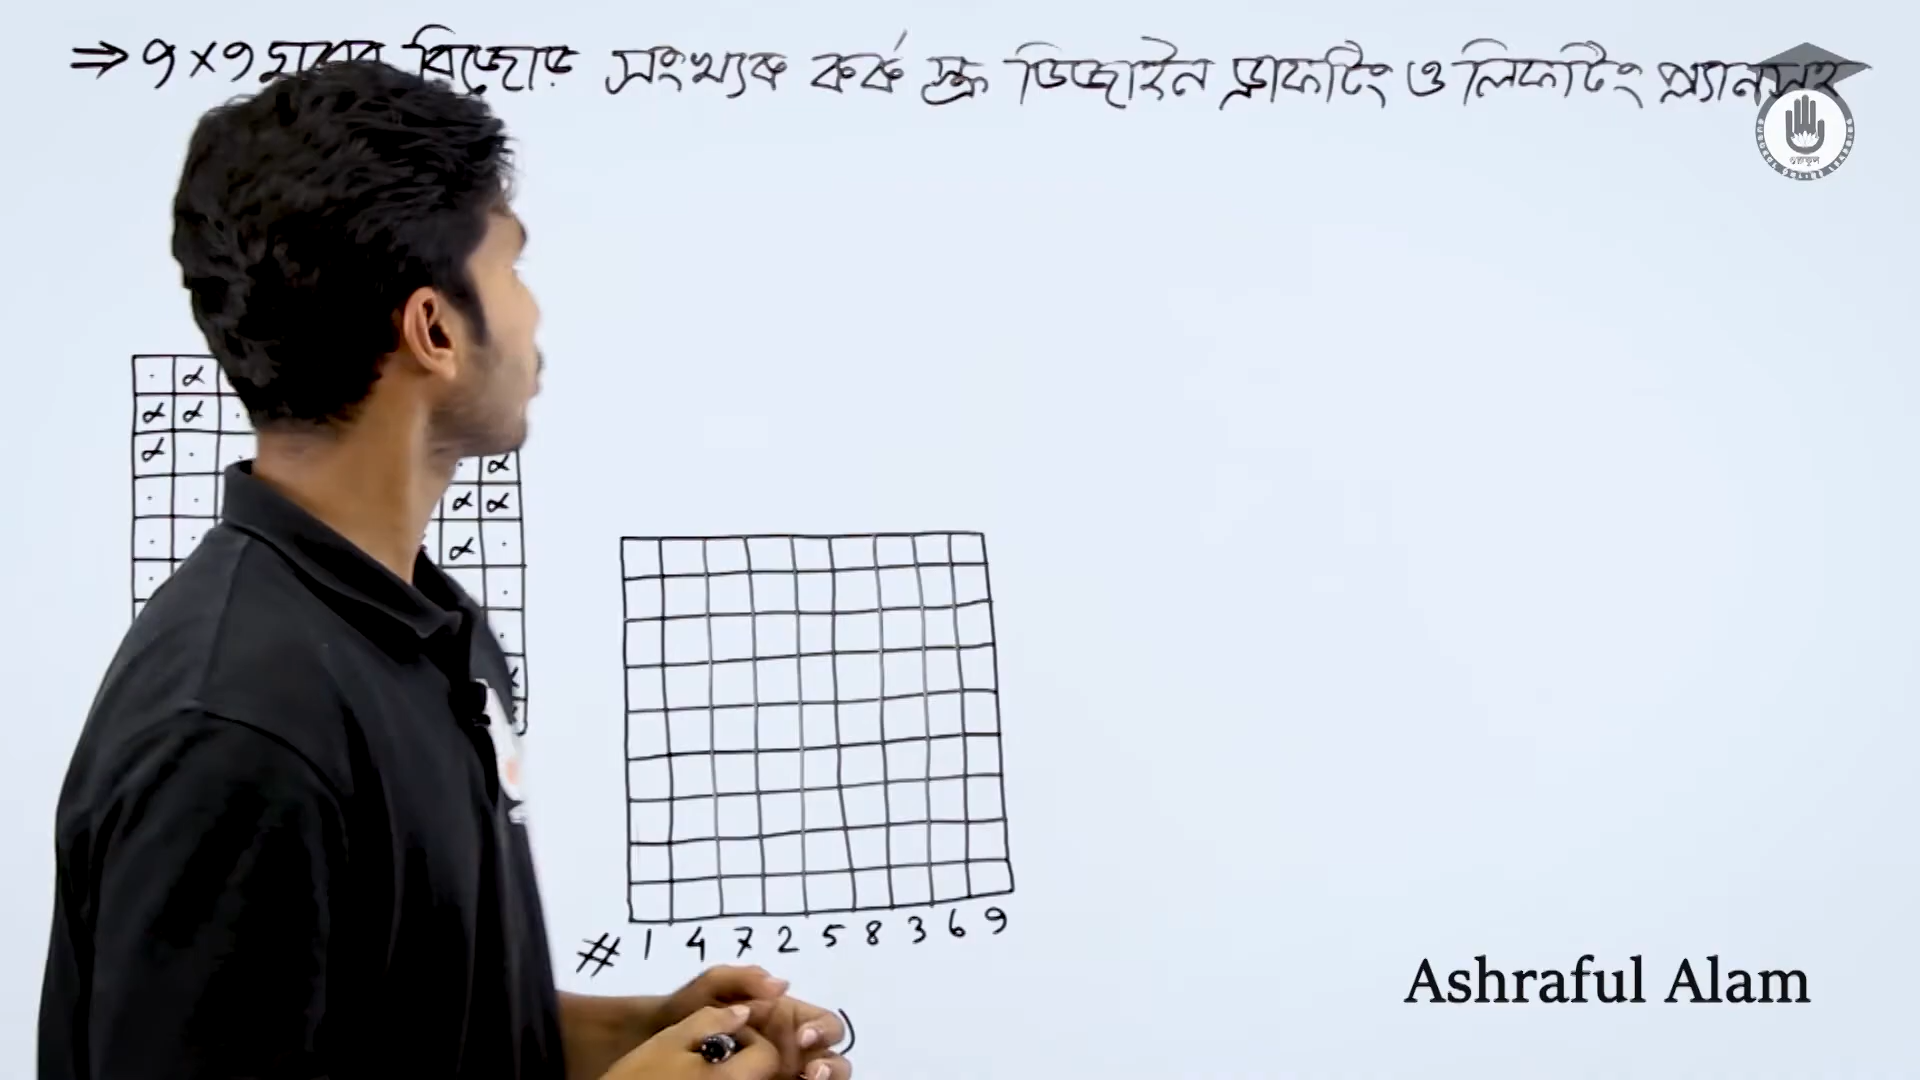 ⇒ ৭×৭ ঘরের বিজোড় সংখ্যক কর্ক স্ক্রু ডিজাইন ড্রাফটিং ও লিফটিং প্ল্যানসহ
# 1 4 7 2 5 8 3 6 9
Ashraful Alam